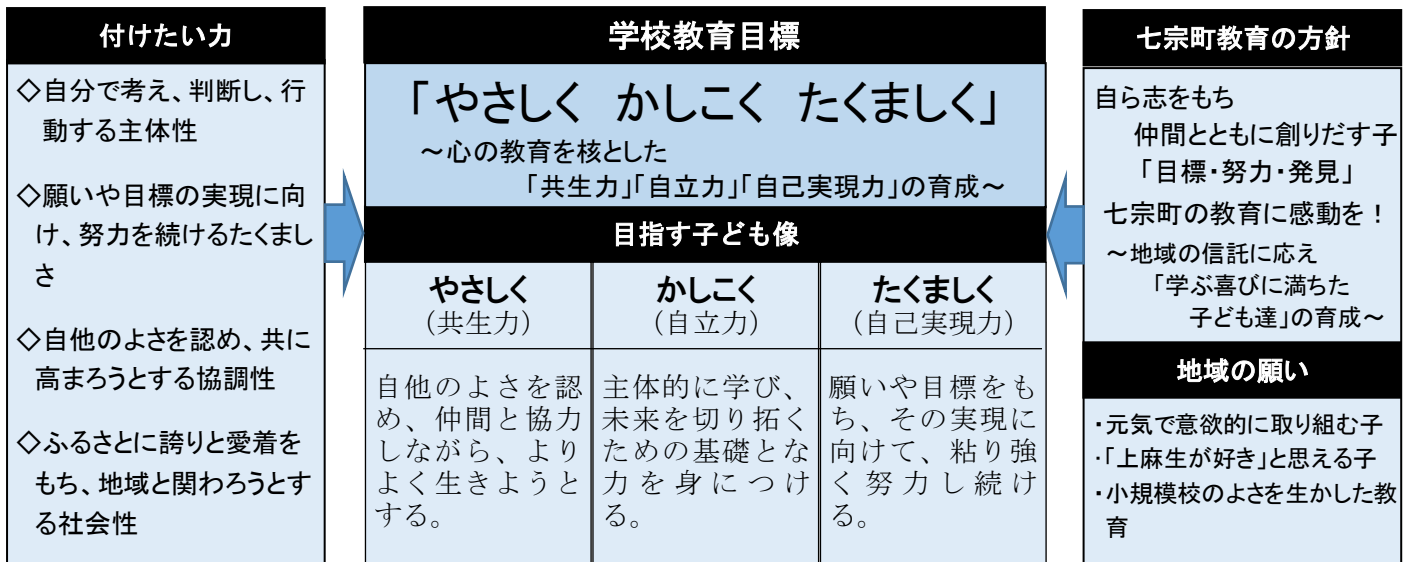 付けたい力
◇自分で考え、判断し、行
動する主体性
◇願いや目標の実現に向
け、努力を続けるたくまし
さ
◇自他のよさを認め、共に
高まろうとする協調性
◇ふるさとに誇りと愛着を
もち、地域と関わろうとす
る社会性
学校教育目標
「やさしく かしこく たくましく」
～心の教育を核とした
「共生力」「自立力」「自己実現力」の育成～
目指す子ども像
やさしく
（共生力）
自他のよさを認
め、仲間と協力
しながら、より
よく生きようと
する。
かしこく
（自立力）
主体的に学び、
未来を切り拓く
ための基礎とな
力を身につけ
る。
たくましく
（自己実現力）
願いや目標をも
ち、その実現に
向けて、粘り強
く努力し続け
る。
七宗町教育の方針
自ら志をもち
仲間とともに創りだす子
「目標・努力・発見」
七宗町の教育に感動を！
～地域の信託に応え
「学ぶ喜びに満ちた
子ども達」の育成～
地域の願い
・元気で意欲的に取り組む子
・「上麻生が好き」と思える子
・小規模校のよさを生かした教
育